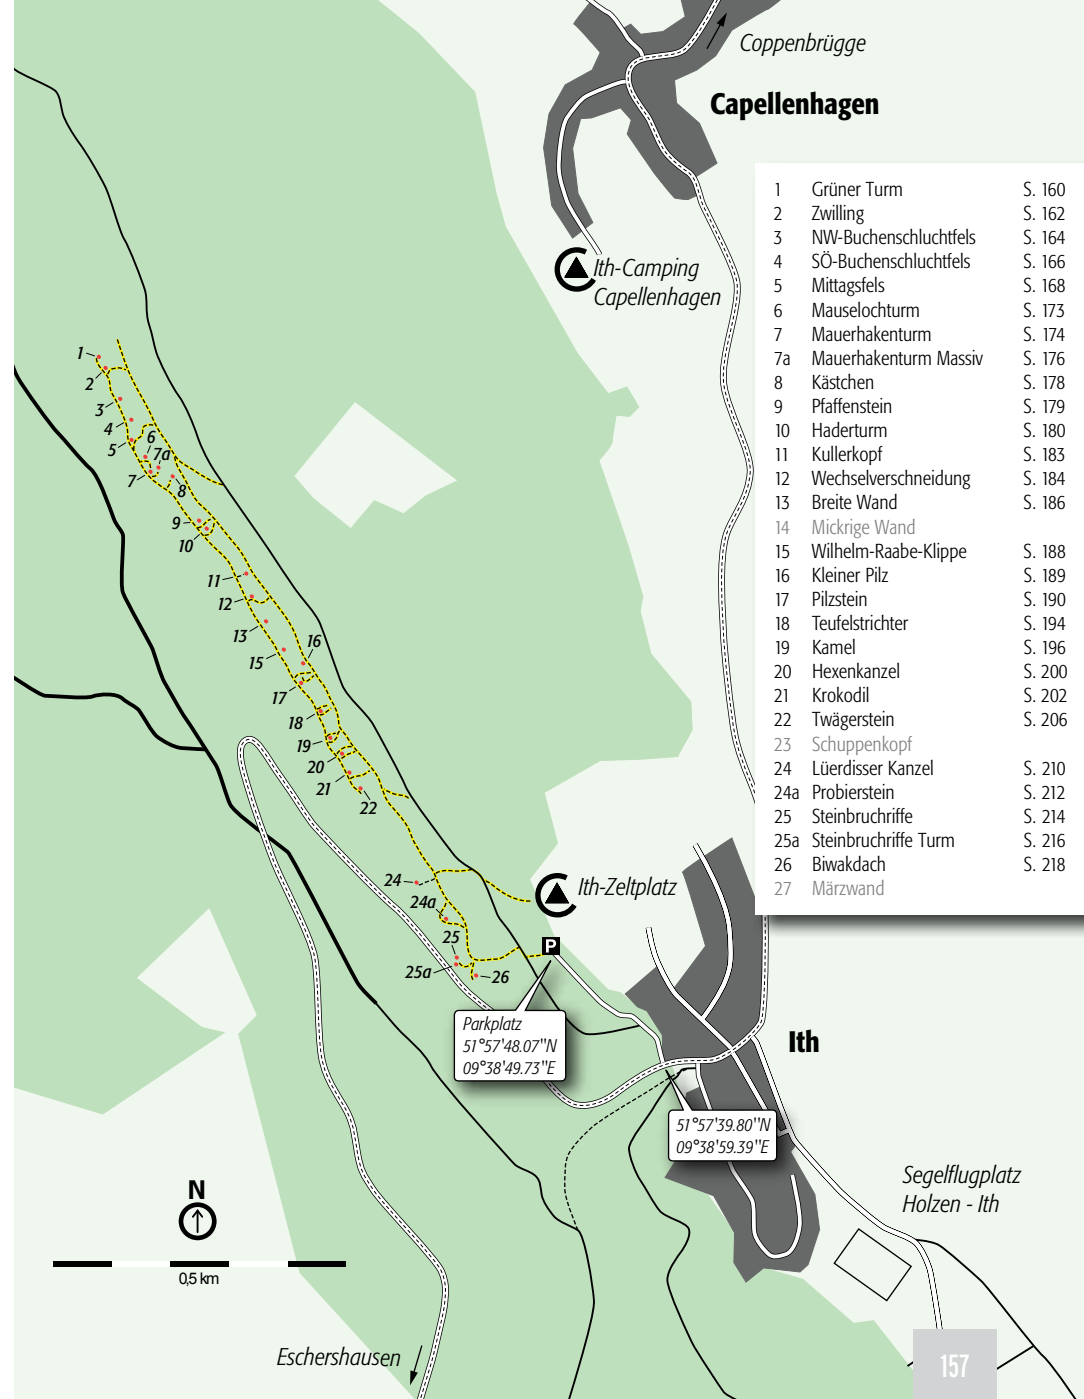 Coppenbrügge
Capellenhagen
1 Grüner Turm S. 160
2 Zwilling S. 162
3 NW-Buchenschluchtfels S. 164
4 SÖ-Buchenschluchtfels S. 166
5 Mittagsfels S. 168
6 Mauselochturm S. 173
7 Mauerhakenturm S. 174
7a Mauerhakenturm Massiv S. 176
8 Kästchen S. 178
9 Pfaffenstein S. 179
10 Haderturm S. 180
11 Kullerkopf S. 183
12 Wechselverschneidung S. 184
13 Breite Wand S. 186
14 Mickrige Wand
15 Wilhelm-Raabe-Klippe S. 188
16 Kleiner Pilz S. 189
17 Pilzstein S. 190
18 Teufelstrichter S. 194
19 Kamel S. 196
20 Hexenkanzel S. 200
21 Krokodil S. 202
22 Twägerstein S. 206
23 Schuppenkopf
24 Lüerdisser Kanzel S. 210
24a Probierstein S. 212
25 Steinbruchriffe S. 214
25a Steinbruchriffe Turm S. 216
26 Biwakdach S. 218
27 Märzwand
Ith-Camping
Capellenhagen
1
2
3
4
5
6
7a
7
8
9
10
11
12
13
15
16
17
18
19
20
21
22
24
24a
25
25a
26
Ith-Zeltplatz
P
Parkplatz
51°57'48.07"N
09°38'49.73"E
Ith
51°57'39.80"N
09°38'59.39"E
Segelflugplatz
Holzen - Ith
N
0,5 km
Eschershausen
157